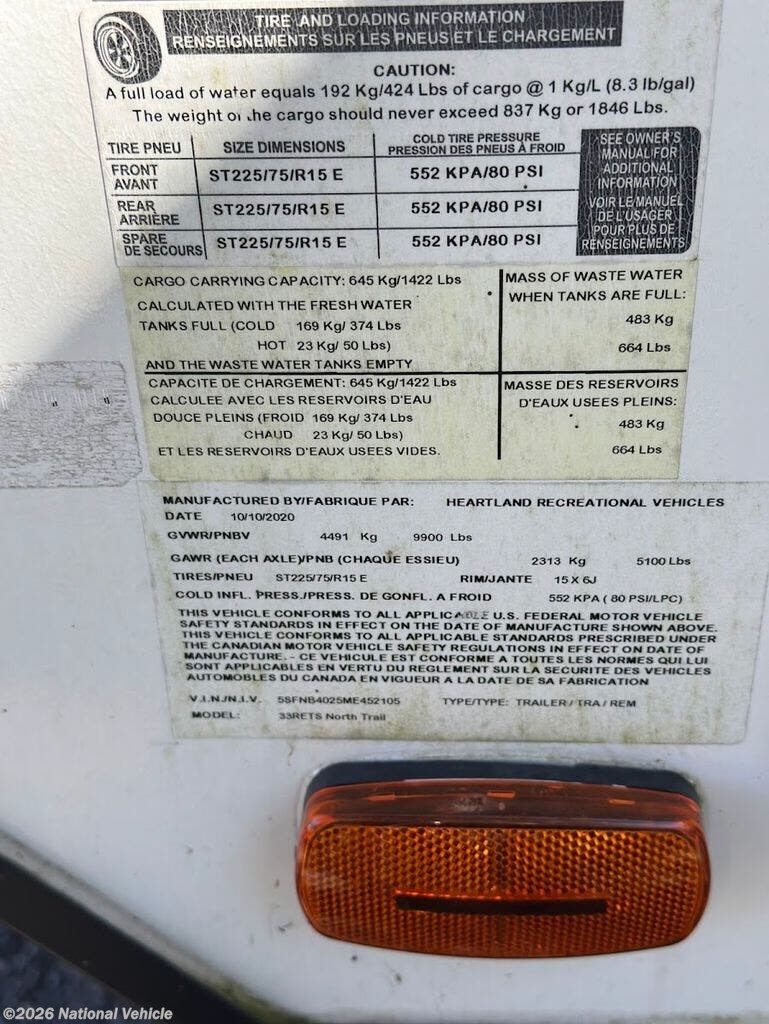 TIRE AND LOADING INFORMATION
RENSEIGNEMENTS SUR LES PNEUS ET LE CHARGEMENT
CAUTION:
A full load of water equals 192 Kg/424 Lbs of cargo @ 1 Kg/L (8.3 lb/gal)
The weight of the cargo should never exceed 837 Kg or 1846 Lbs.
TIRE PNEU SIZE DIMENSIONS COLD TIRE PRESSURE
PRESSION DES PNEUS À FROID
FRONT
AVANT ST225/75/R15 E 552 KPA/80 PSI
REAR
ARRIÈRE ST225/75/R15 E 552 KPA/80 PSI
SPARE
DE SECOURS ST225/75/R15 E 552 KPA/80 PSI
SEE OWNER'S
MANUAL FOR
ADDITIONAL
INFORMATION
VOIR LE MANUEL
DE L'USAGER
POUR PLUS DE
RENSEIGNEMENTS
CARGO CARRYING CAPACITY: 645 Kg/1422 Lbs
CALCULATED WITH THE FRESH WATER
TANKS FULL (COLD 169 Kg/ 374 Lbs
HOT 23 Kg/ 50 Lbs)
AND THE WASTE WATER TANKS EMPTY
MASS OF WASTE WATER
WHEN TANKS ARE FULL:
483 Kg
664 Lbs
CAPACITE DE CHARGEMENT: 645 Kg/1422 Lbs
CALCULEE AVEC LES RESERVOIRS D'EAU
DOUCE PLEINS (FROID 169 Kg/ 374 Lbs
CHAUD 23 Kg/ 50 Lbs)
ET LES RESERVOIRS D'EAUX USEES VIDES.
MASSE DES RESERVOIRS
D'EAUX USEES PLEINS:
483 Kg
664 Lbs
MANUFACTURED BY/FABRIQUE PAR: HEARTLAND RECREATIONAL VEHICLES
DATE 10/10/2020
GVWR/PNBV 4491 Kg 9900 Lbs
GAWR (EACH AXLE)/PNB (CHAQUE ESSIEU) 2313 Kg 5100 Lbs
TIRES/PNEU ST225/75/R15 E RIM/JANTE 15 X 6J
COLD INFL. PRESS./PRESS. DE GONFL. A FROID 552 KPA ( 80 PSI/LPC)
THIS VEHICLE CONFORMS TO ALL APPLICABLE U.S. FEDERAL MOTOR VEHICLE
SAFETY STANDARDS IN EFFECT ON THE DATE OF MANUFACTURE SHOWN ABOVE.
THIS VEHICLE CONFORMS TO ALL APPLICABLE STANDARDS PRESCRIBED UNDER
THE CANADIAN MOTOR VEHICLE SAFETY REGULATIONS IN EFFECT ON DATE OF
MANUFACTURE. - CE VEHICULE EST CONFORME A TOUTES LES NORMES QUI LUI
SONT APPLICABLES EN VERTU DU REGLEMENT SUR LA SECURITE DES VEHICLES
AUTOMOBILES DU CANADA EN VIGUEUR A LA DATE DE SA FABRICATION
V.I.N./N.I.V. 5SFNB4025ME452105 TYPE/TYPE: TRAILER / TRA / REM
MODEL: 33RETS North Trail
©2026 National Vehicle